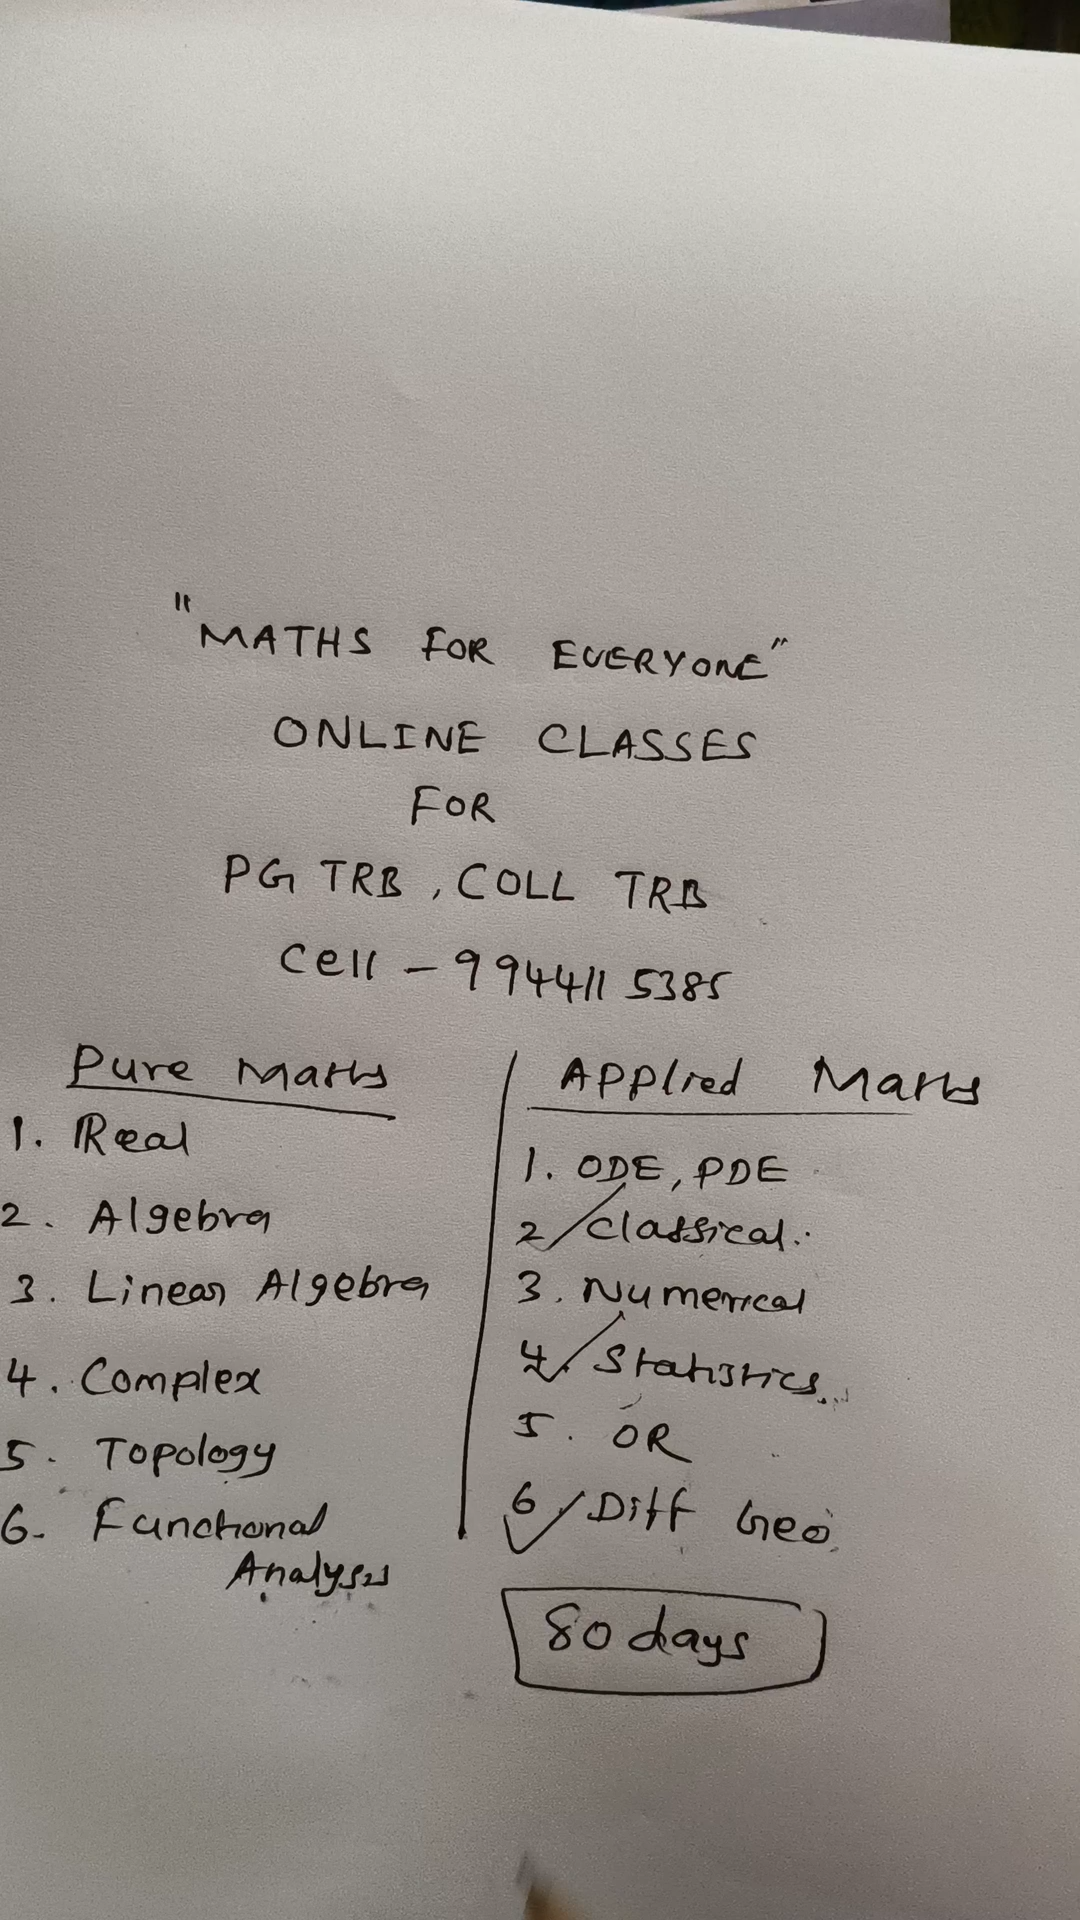 "MATHS FOR EVERYONE"
ONLINE CLASSES
FOR
PG TRB, COLL TRB
Cell - 9944115385
Pure Maths
1. Real
2. Algebra
3. Linear Algebra
4. Complex
5. Topology
6. Functional
Analysis
Applied Maths
1. ODE, PDE
2 Classical.
3. Numerical
4. Statistics
5. OR
6 Diff Geo
80 days